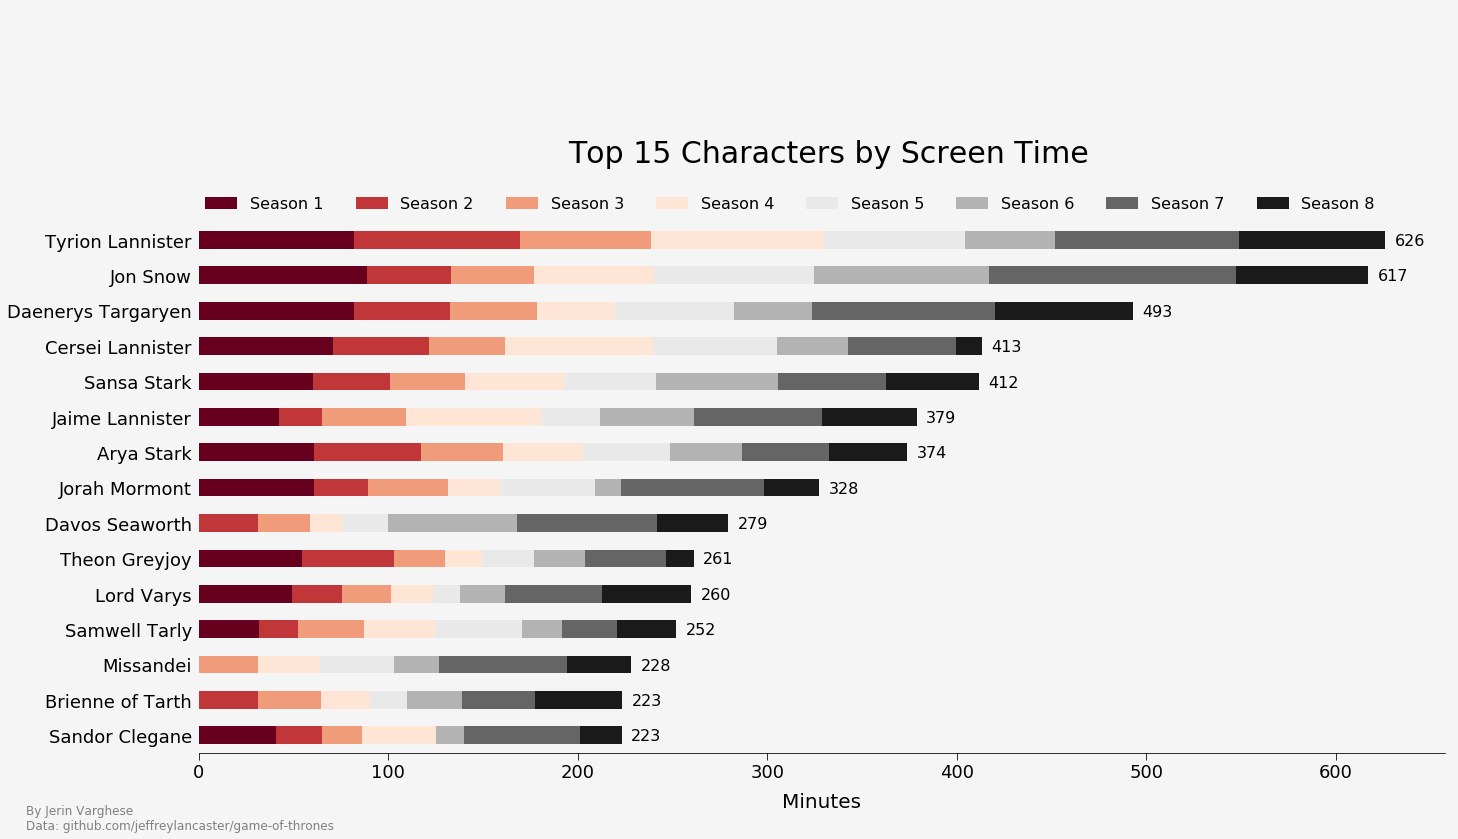 Top 15 Characters by Screen Time
Season 1 Season 2 Season 3 Season 4 Season 5 Season 6 Season 7 Season 8
Tyrion Lannister 626
Jon Snow 617
Daenerys Targaryen 493
Cersei Lannister 413
Sansa Stark 412
Jaime Lannister 379
Arya Stark 374
Jorah Mormont 328
Davos Seaworth 279
Theon Greyjoy 261
Lord Varys 260
Samwell Tarly 252
Missandei 228
Brienne of Tarth 223
Sandor Clegane 223
0 100 200 300 400 500 600
Minutes
By Jerin Varghese
Data: github.com/jeffreylancaster/game-of-thrones